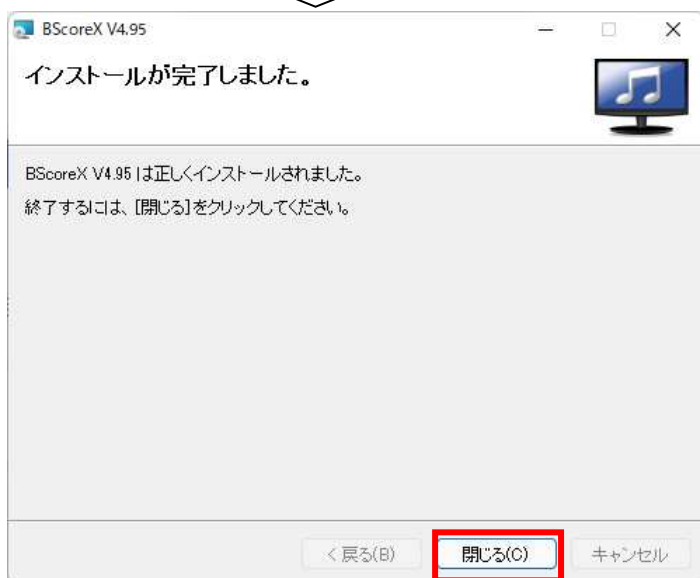 BScoreX V4.95
インストールが完了しました。
BScoreX V4.95 は正しくインストールされました。
終了するには、[閉じる]をクリックしてください。
< 戻る(B)
閉じる(C)
キャンセル